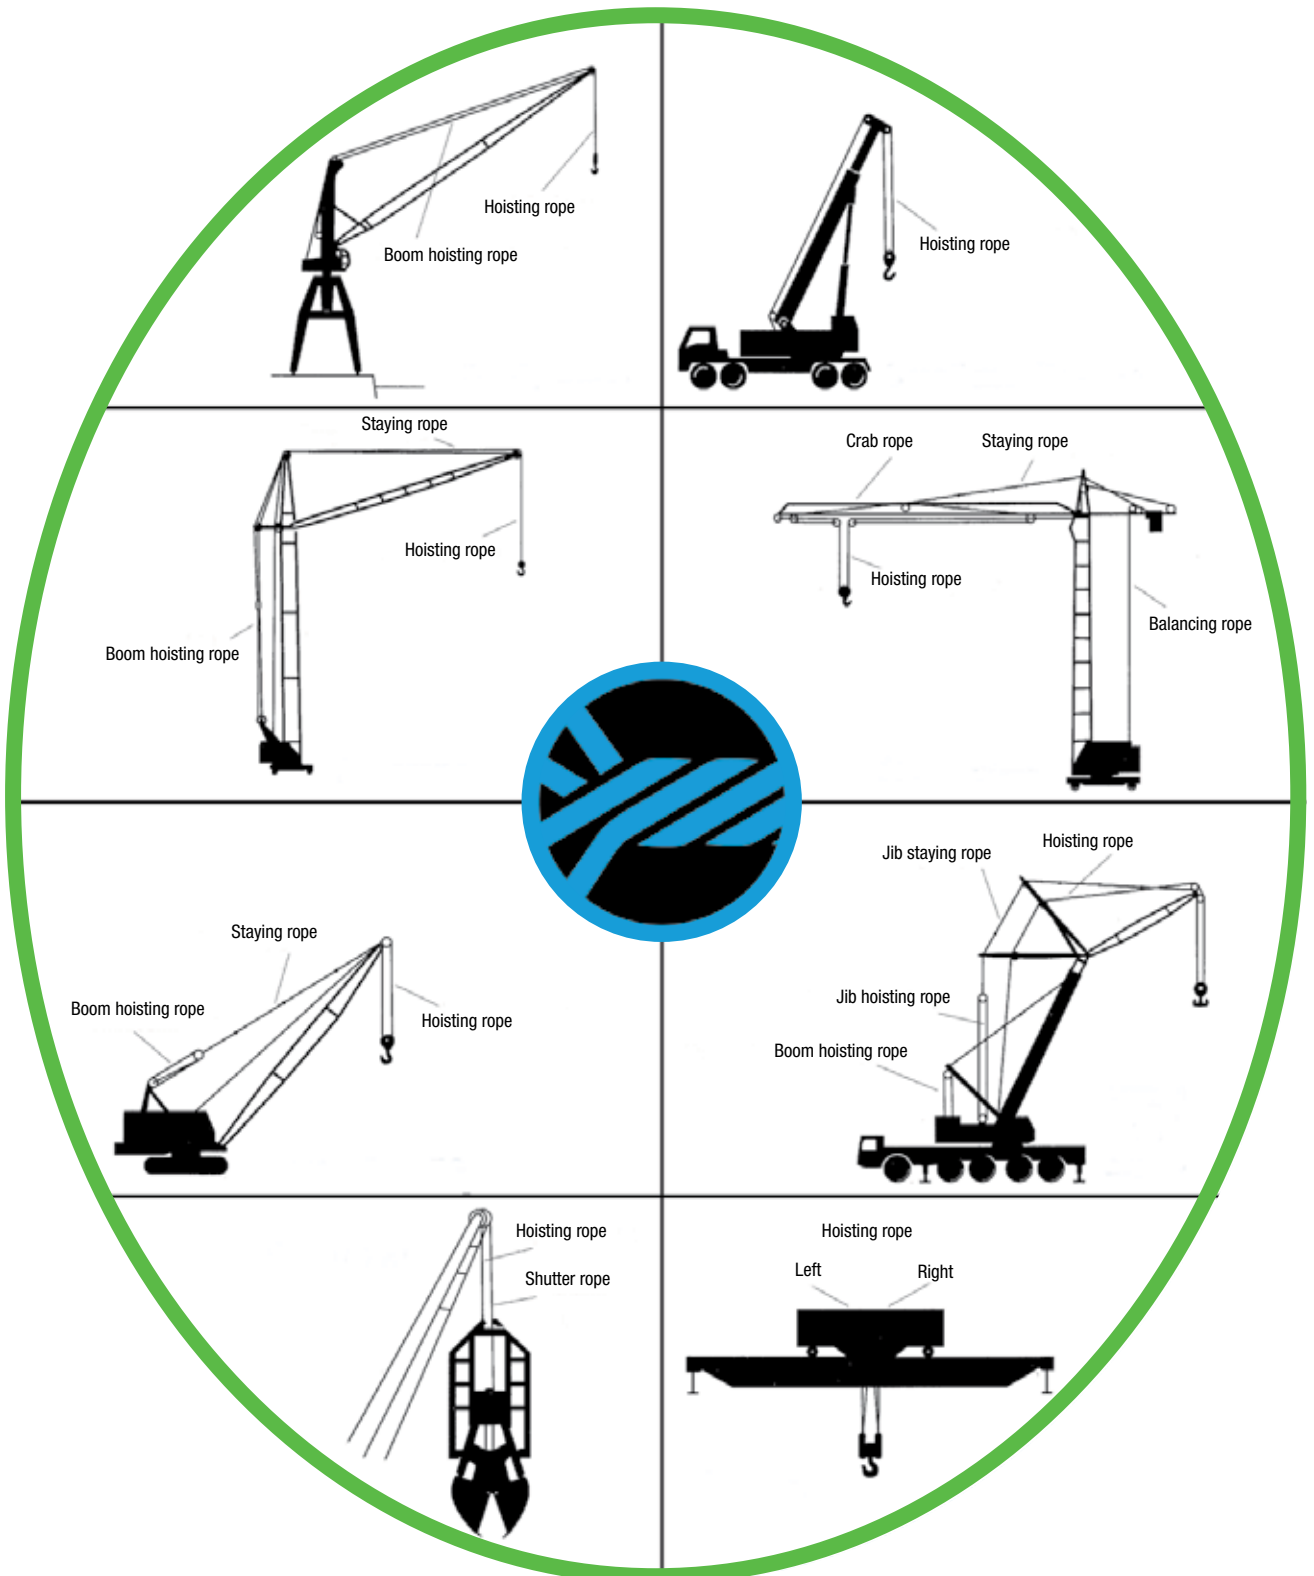 Hoisting rope
Boom hoisting rope
Hoisting rope
Staying rope
Hoisting rope
Boom hoisting rope
Crab rope
Staying rope
Hoisting rope
Balancing rope
Staying rope
Boom hoisting rope
Hoisting rope
Jib staying rope
Hoisting rope
Jib hoisting rope
Boom hoisting rope
Hoisting rope
Shutter rope
Hoisting rope
Left
Right